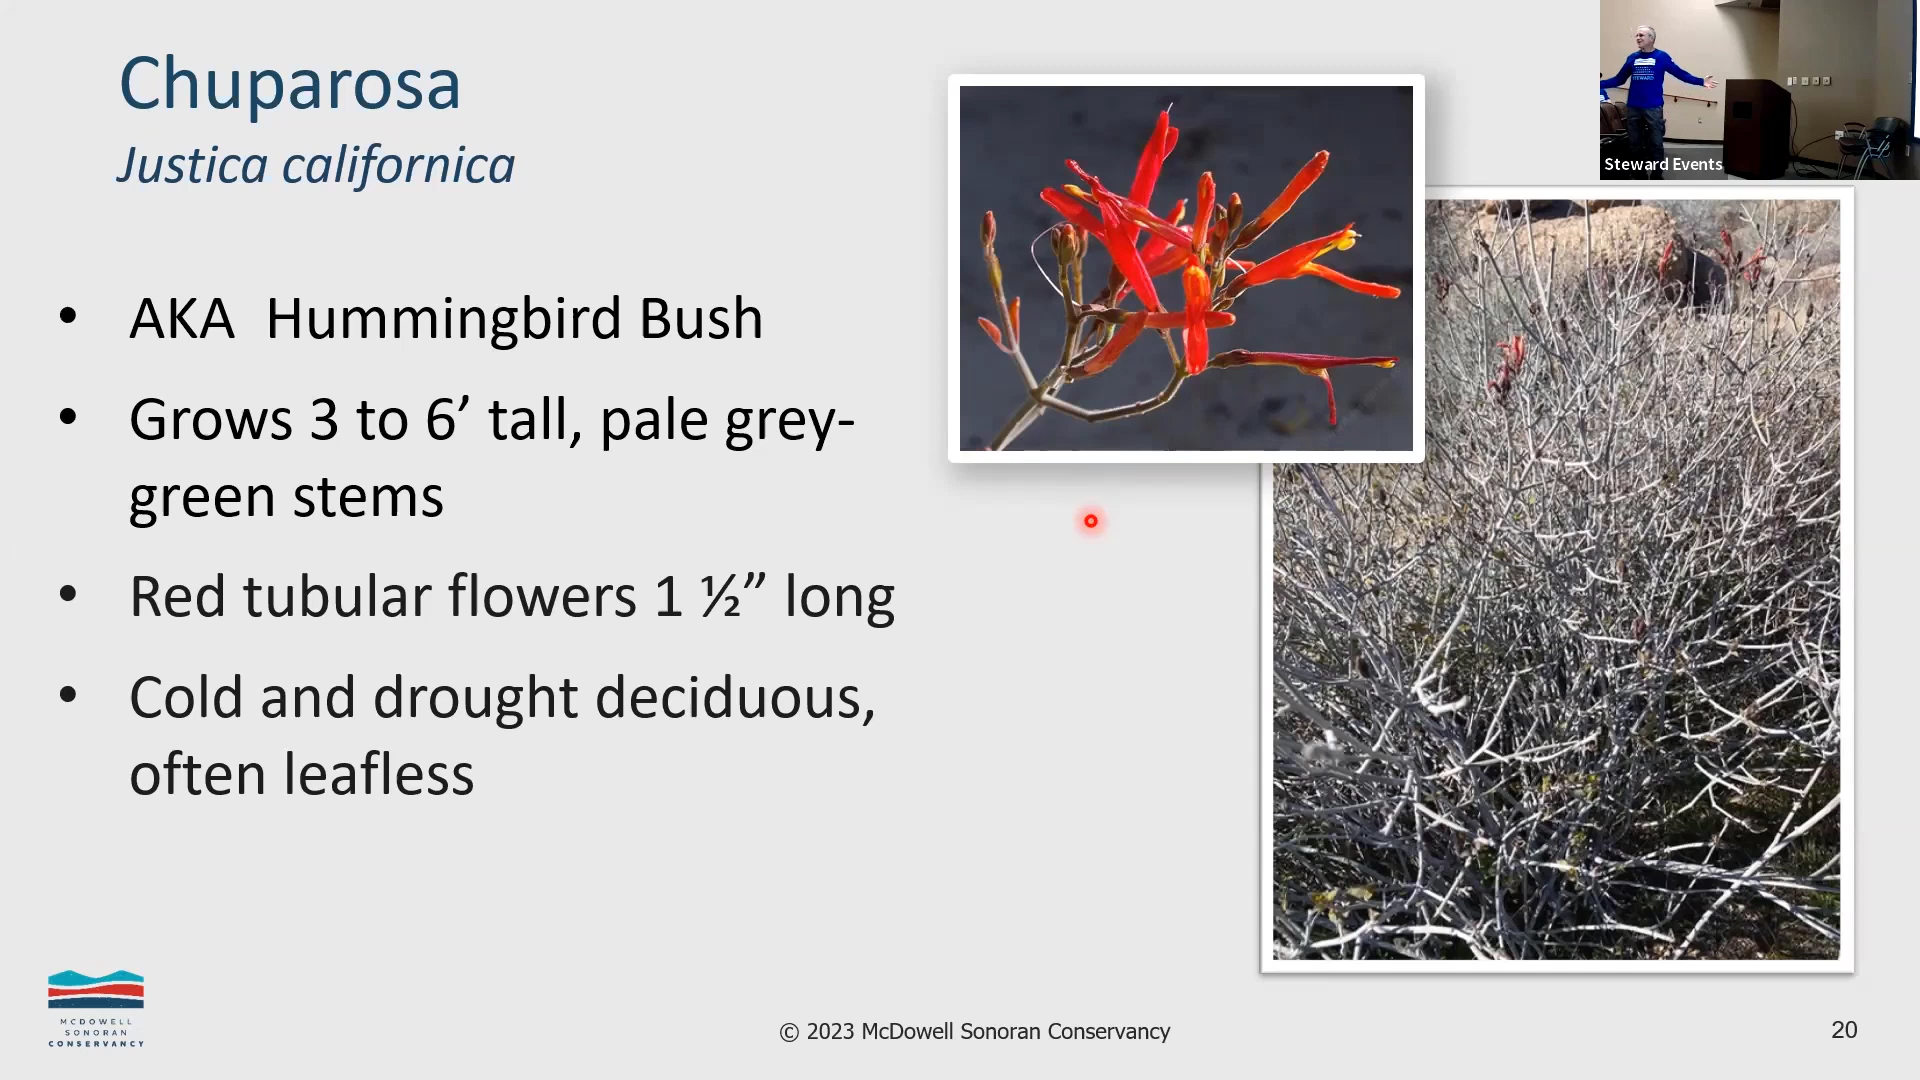 Chuparosa
Justica californica
• AKA  Hummingbird Bush
• Grows 3 to 6’ tall, pale grey-
green stems
• Red tubular flowers 1 ½” long
• Cold and drought deciduous,
often leafless
STEWARD
Steward Events
MCDOWELL
SONORAN
CONSERVANCY
© 2023 McDowell Sonoran Conservancy
20